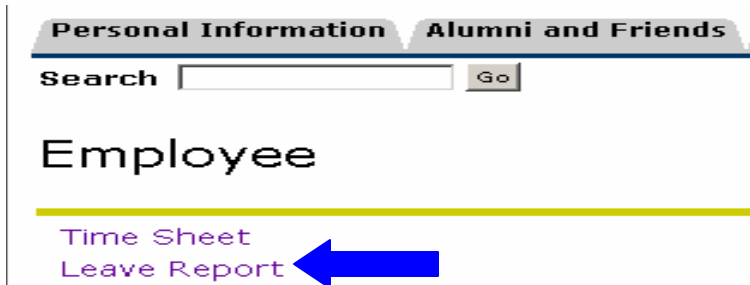 Personal Information Alumni and Friends
Search Go
Employee
Time Sheet
Leave Report